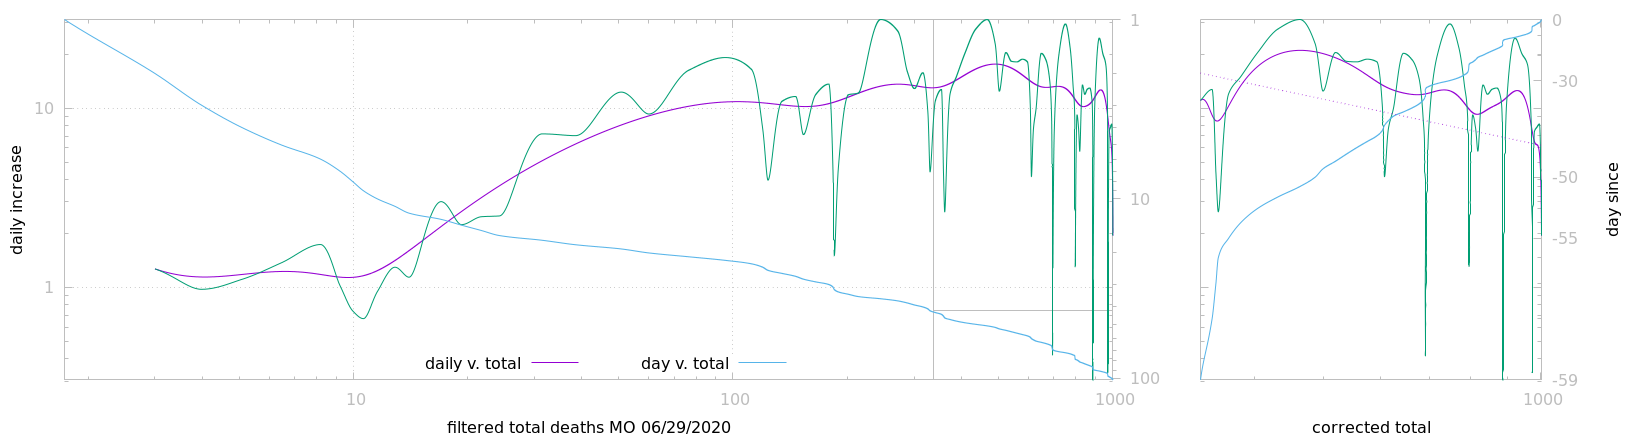 daily increase
10
1
daily v. total
day v. total
10
100
1000
filtered total deaths MO 06/29/2020
1
10
100
0
-30
-50
-55
-59
day since
1000
corrected total